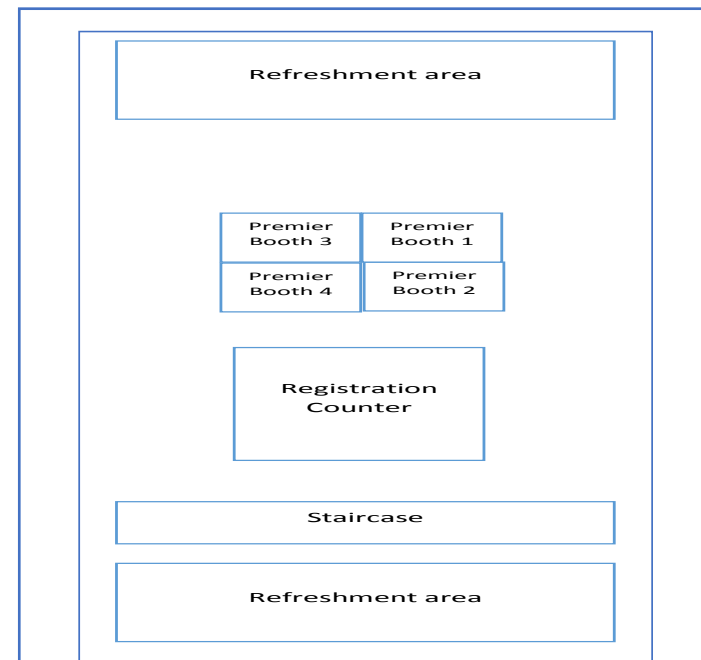 Refreshment area
Premier
Booth 3
Premier
Booth 1
Premier
Booth 4
Premier
Booth 2
Registration
Counter
Staircase
Refreshment area